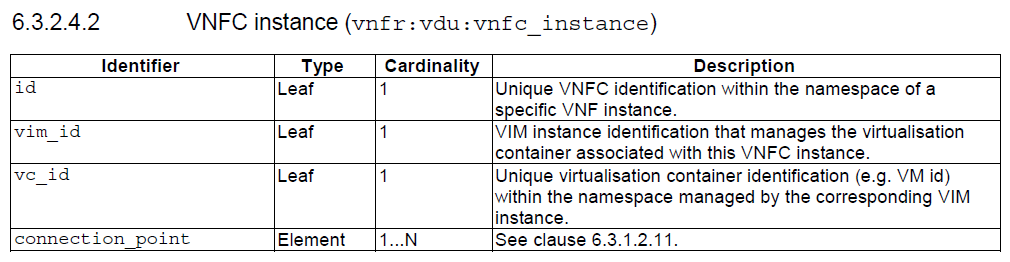 6.3.2.4.2 VNFC instance (vnfr:vdu:vnfc_instance)
Identifier Type Cardinality Description
id Leaf 1 Unique VNFC identification within the namespace of a
specific VNF instance.
vim_id Leaf 1 VIM instance identification that manages the virtualisation
container associated with this VNFC instance.
vc_id Leaf 1 Unique virtualisation container identification (e.g. VM id)
within the namespace managed by the corresponding VIM
instance.
connection_point Element 1...N See clause 6.3.1.2.11.